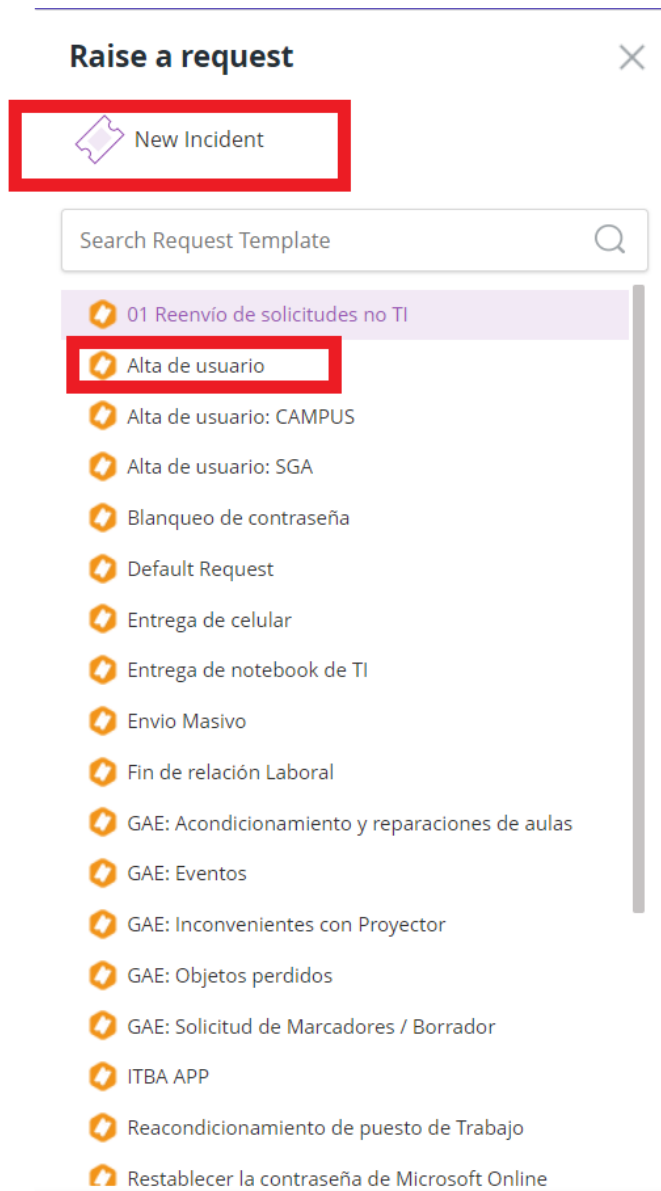 Raise a request
New Incident
Search Request Template
01 Reenvío de solicitudes no TI
Alta de usuario
Alta de usuario: CAMPUS
Alta de usuario: SGA
Blanqueo de contraseña
Default Request
Entrega de celular
Entrega de notebook de TI
Envio Masivo
Fin de relación Laboral
GAE: Acondicionamiento y reparaciones de aulas
GAE: Eventos
GAE: Inconvenientes con Proyector
GAE: Objetos perdidos
GAE: Solicitud de Marcadores / Borrador
ITBA APP
Reacondicionamiento de puesto de Trabajo
Restablecer la contraseña de Microsoft Online